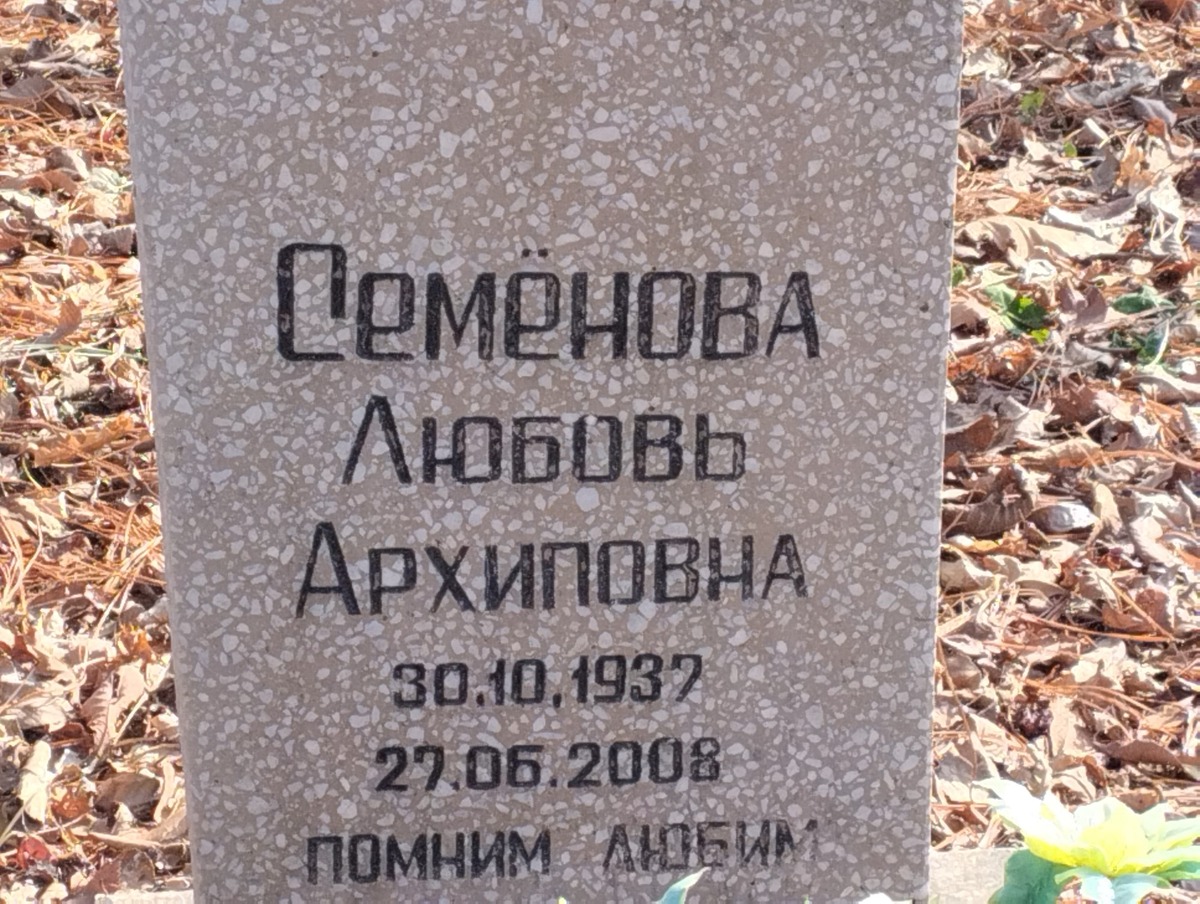 Семёнова
Любовь
Архиповна
30.10.1937
27.06.2008
ПОМНИМ ЛЮБИМ